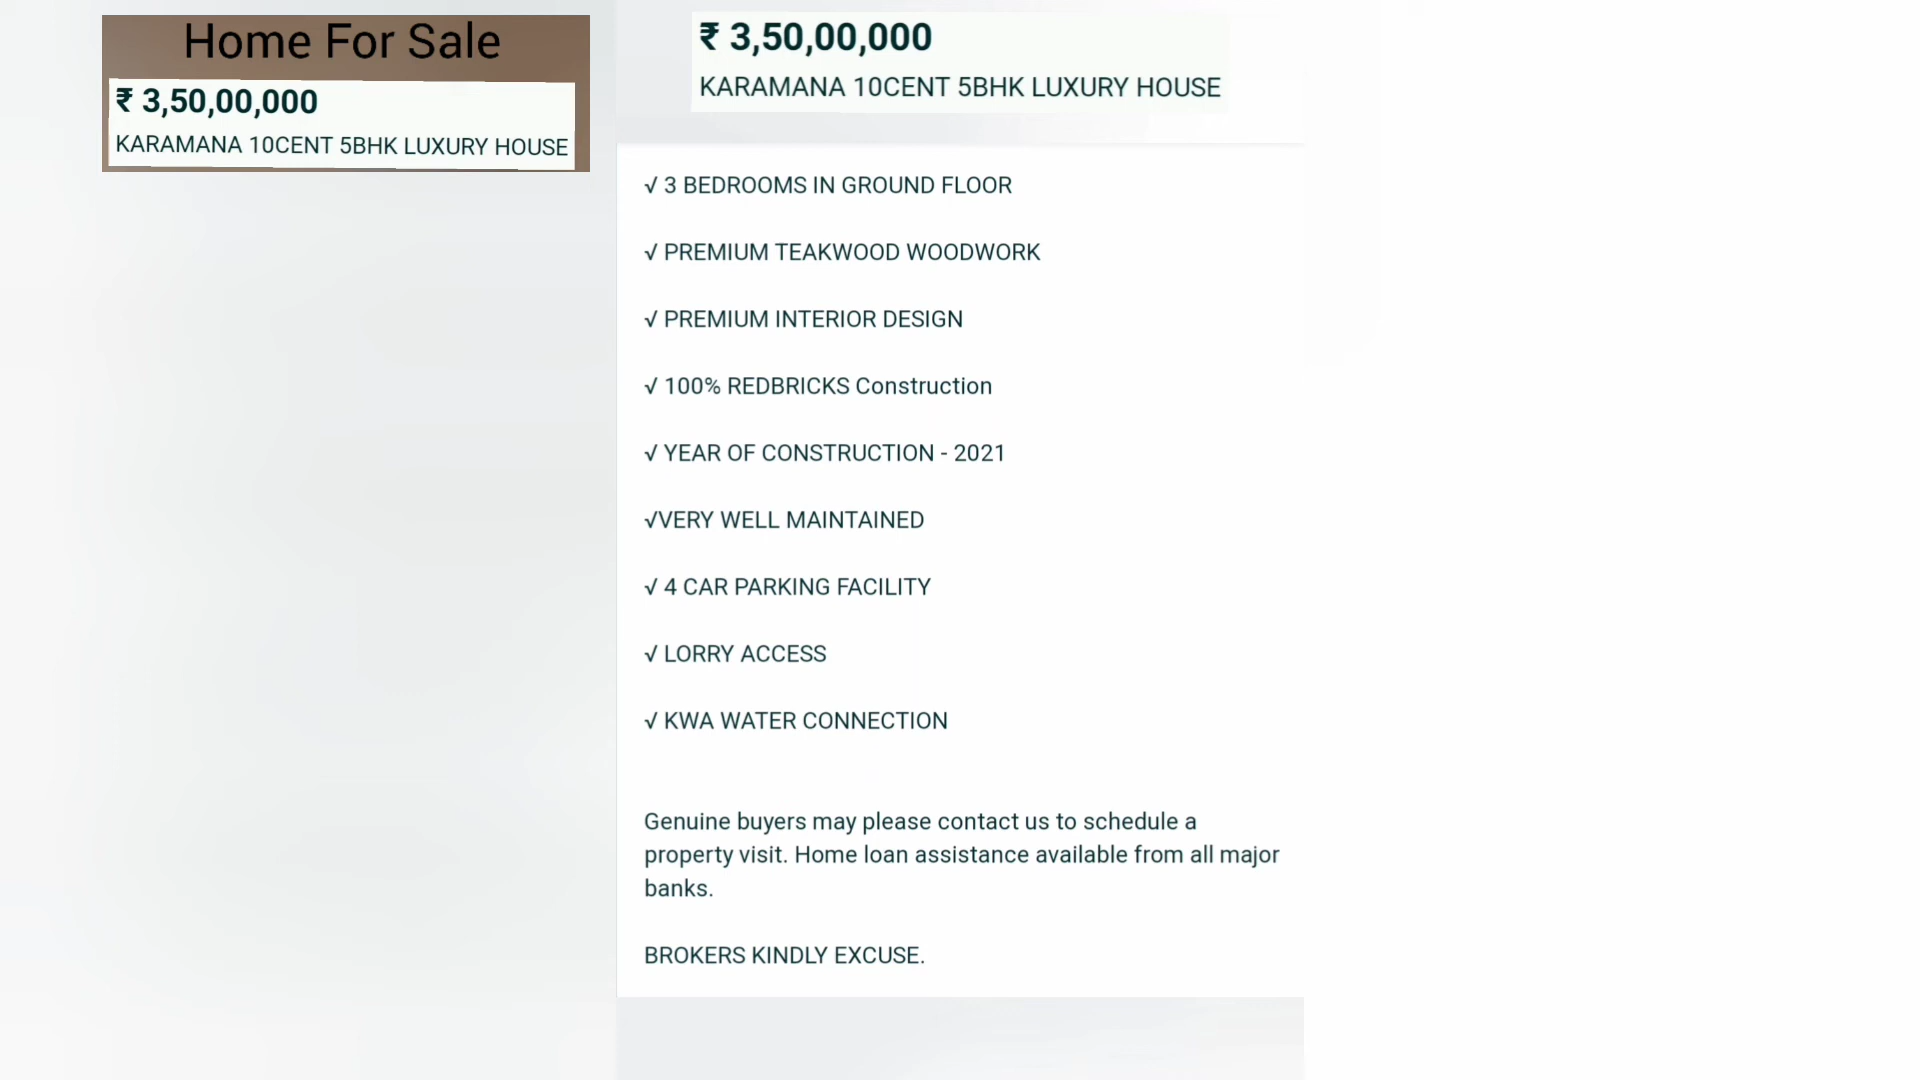 Home For Sale
₹ 3,50,00,000
KARAMANA 10CENT 5BHK LUXURY HOUSE
₹ 3,50,00,000
KARAMANA 10CENT 5BHK LUXURY HOUSE
√ 3 BEDROOMS IN GROUND FLOOR
√ PREMIUM TEAKWOOD WOODWORK
√ PREMIUM INTERIOR DESIGN
√ 100% REDBRICKS Construction
√ YEAR OF CONSTRUCTION - 2021
√VERY WELL MAINTAINED
√ 4 CAR PARKING FACILITY
√ LORRY ACCESS
√ KWA WATER CONNECTION
Genuine buyers may please contact us to schedule a
property visit. Home loan assistance available from all major
banks.
BROKERS KINDLY EXCUSE.